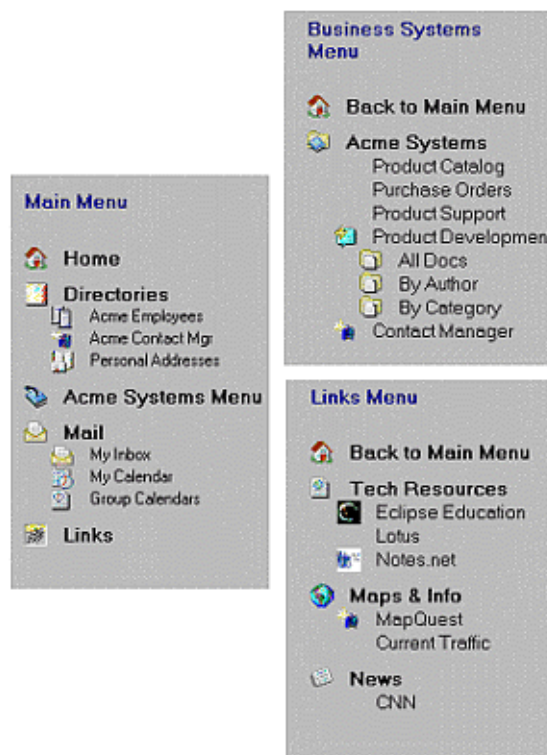 Main Menu
Home
Directories
Acme Employees
Acme Contact Mgr
Personal Addresses
Acme Systems Menu
Mail
My Inbox
My Calendar
Group Calendars
Links
Business Systems
Menu
Back to Main Menu
Acme Systems
Product Catalog
Purchase Orders
Product Support
Product Developmen
All Docs
By Author
By Category
Contact Manager
Links Menu
Back to Main Menu
Tech Resources
Eclipse Education
Lotus
Notes.net
Maps & Info
MapQuest
Current Traffic
News
CNN